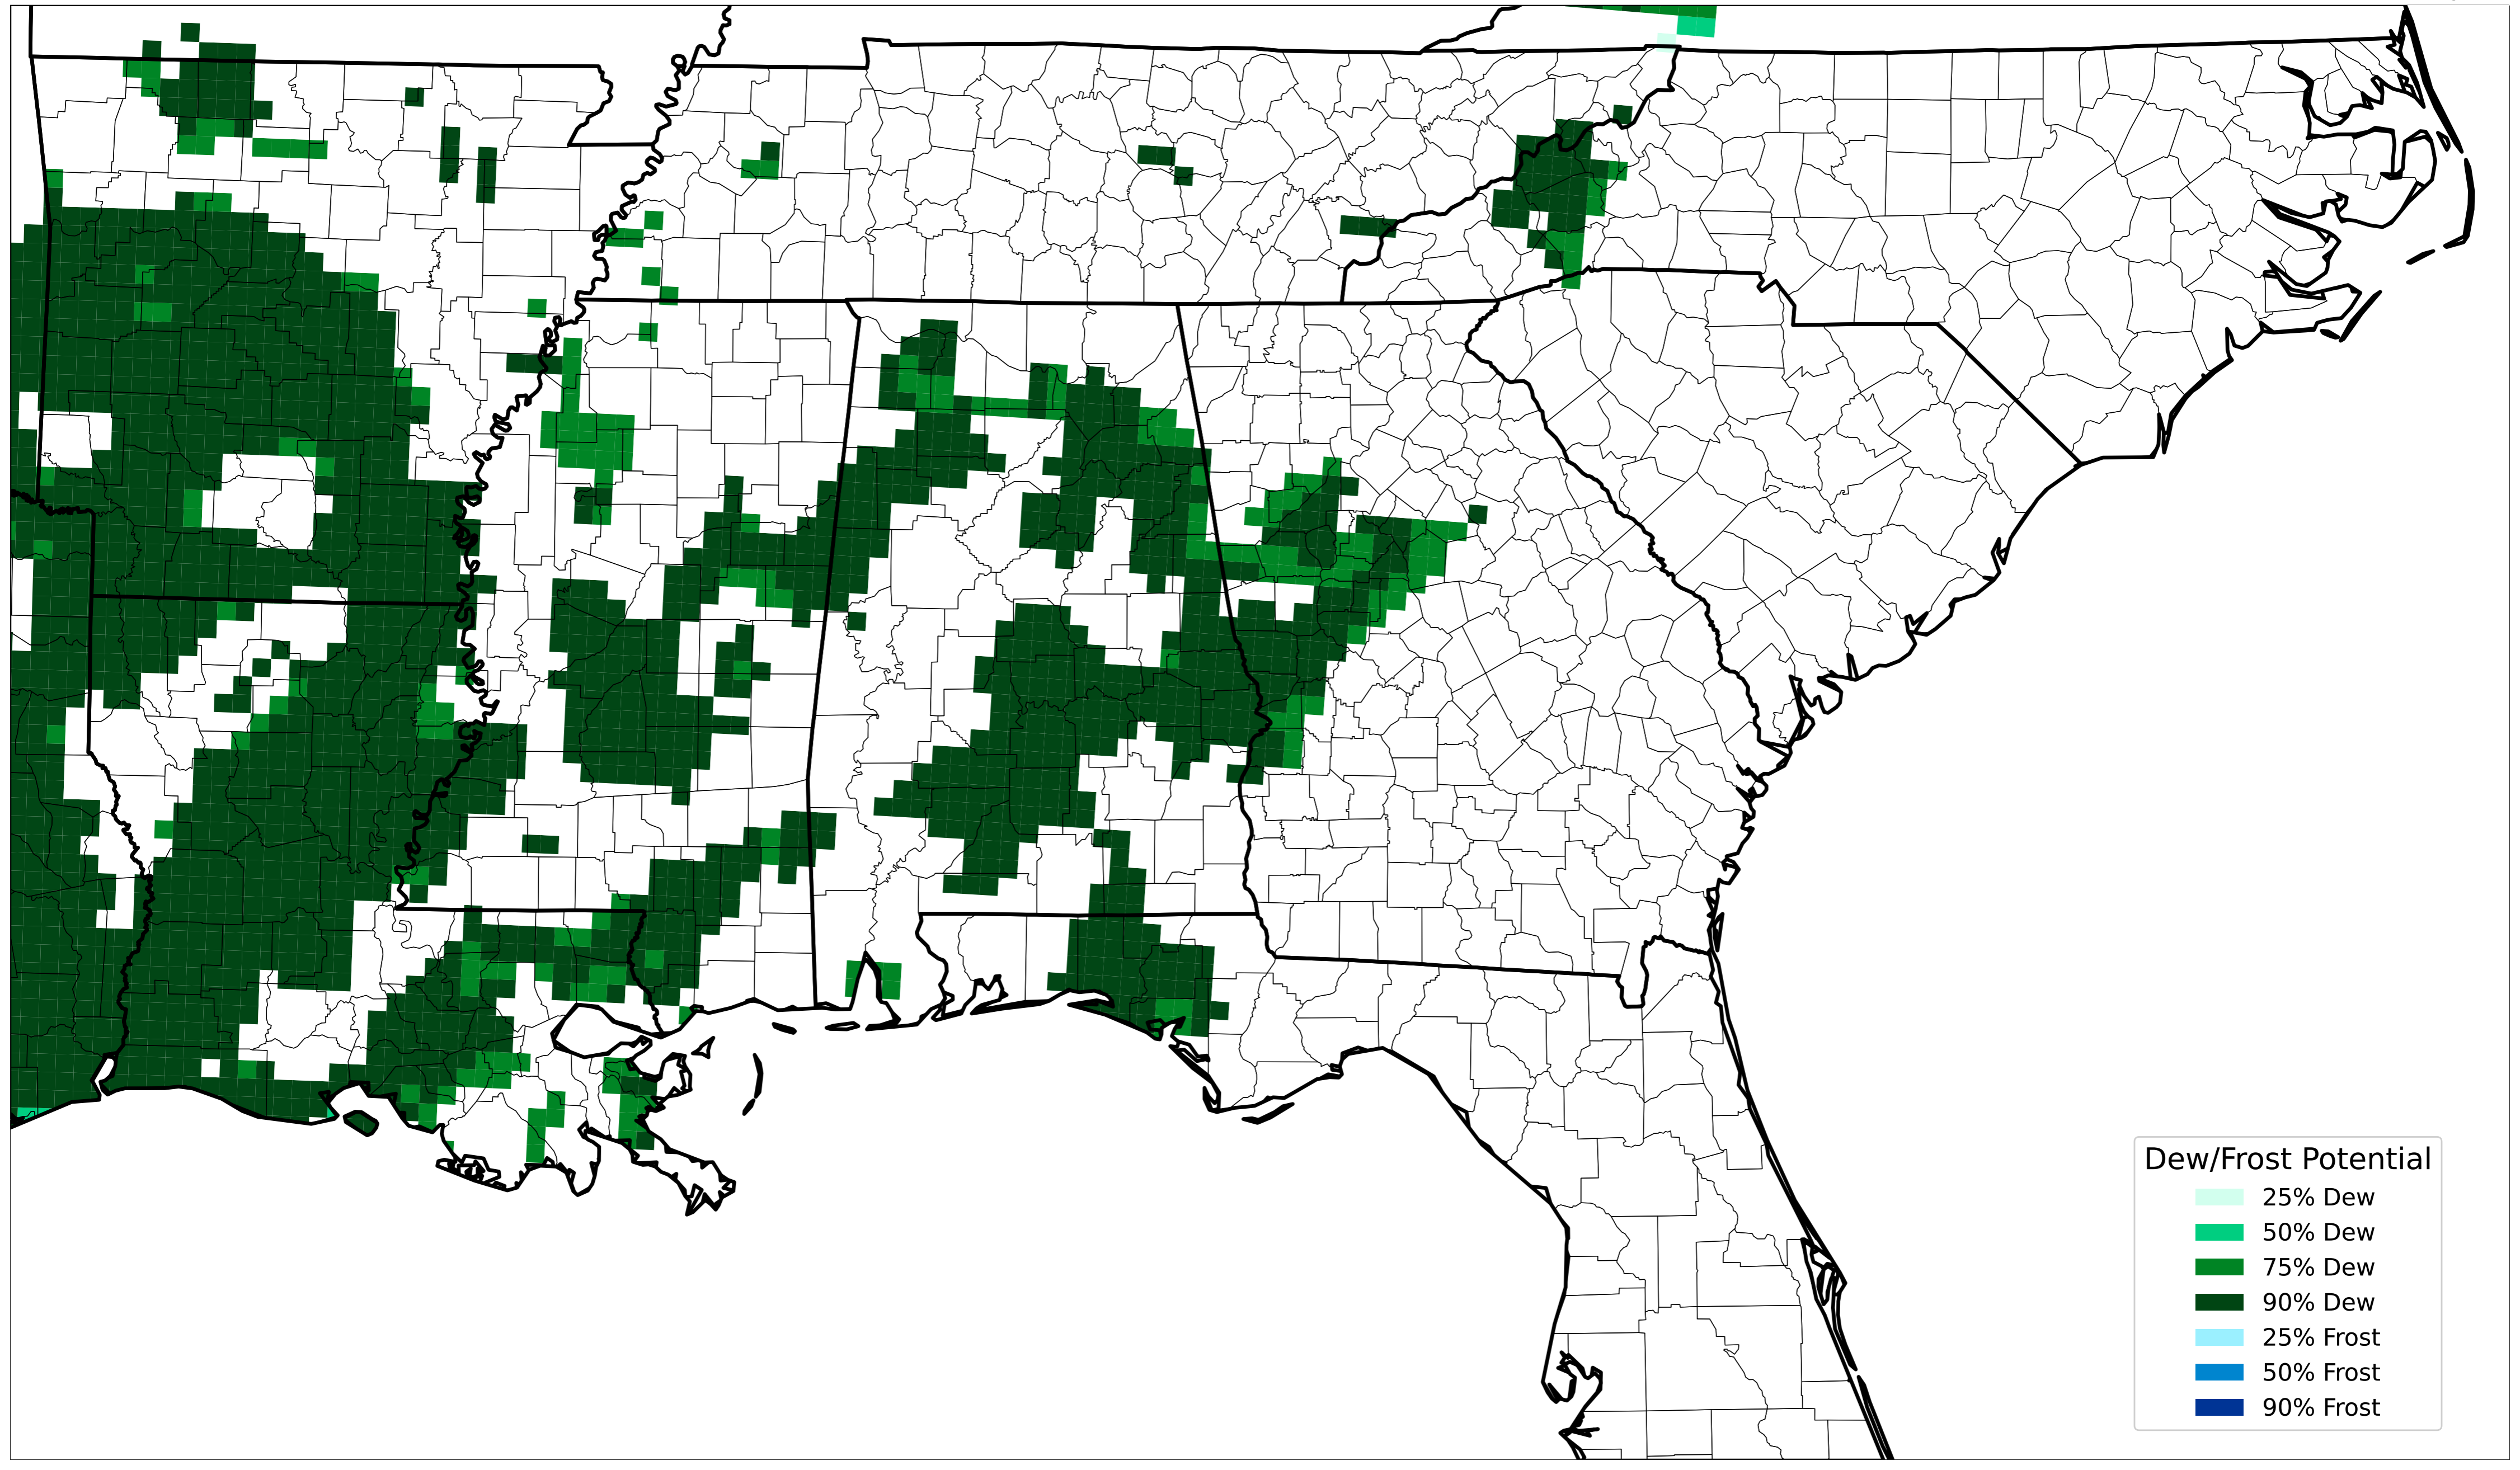 Dew/Frost Potential
25% Dew
50% Dew
75% Dew
90% Dew
25% Frost
50% Frost
90% Frost